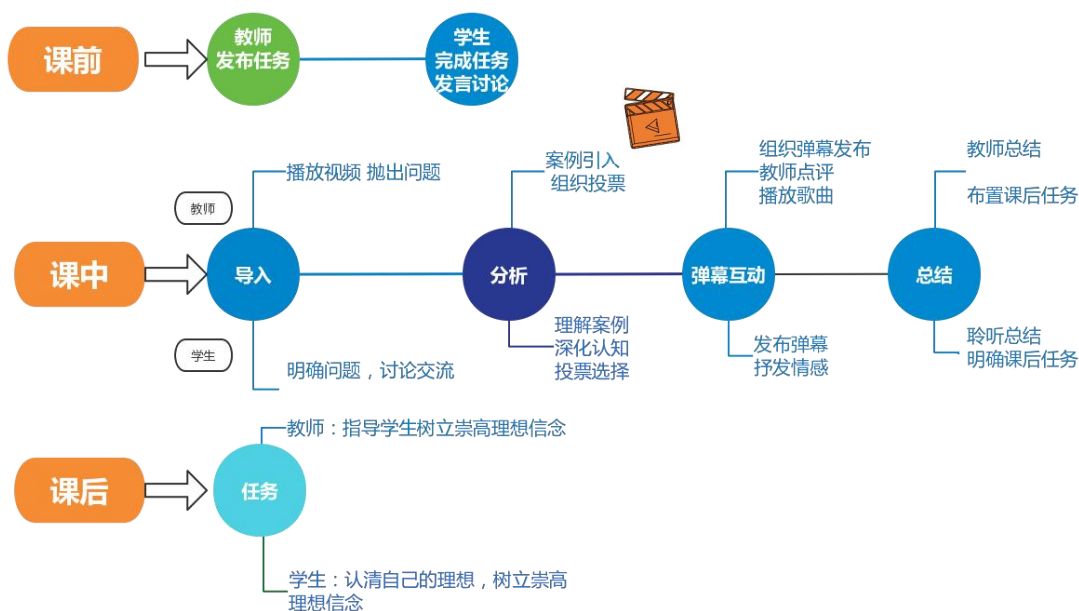 课前
教师
发布任务
学生
完成任务
发言讨论
播放视频 抛出问题
案例引入
组织投票
组织弹幕发布
教师点评
播放歌曲
教师总结
布置课后任务
教师
课中
导入
分析
弹幕互动
总结
学生
明确问题，讨论交流
理解案例
深化认知
投票选择
发布弹幕
抒发情感
聆听总结
明确课后任务
教师：指导学生树立崇高理想信念
课后
任务
学生：认清自己的理想，树立崇高
理想信念